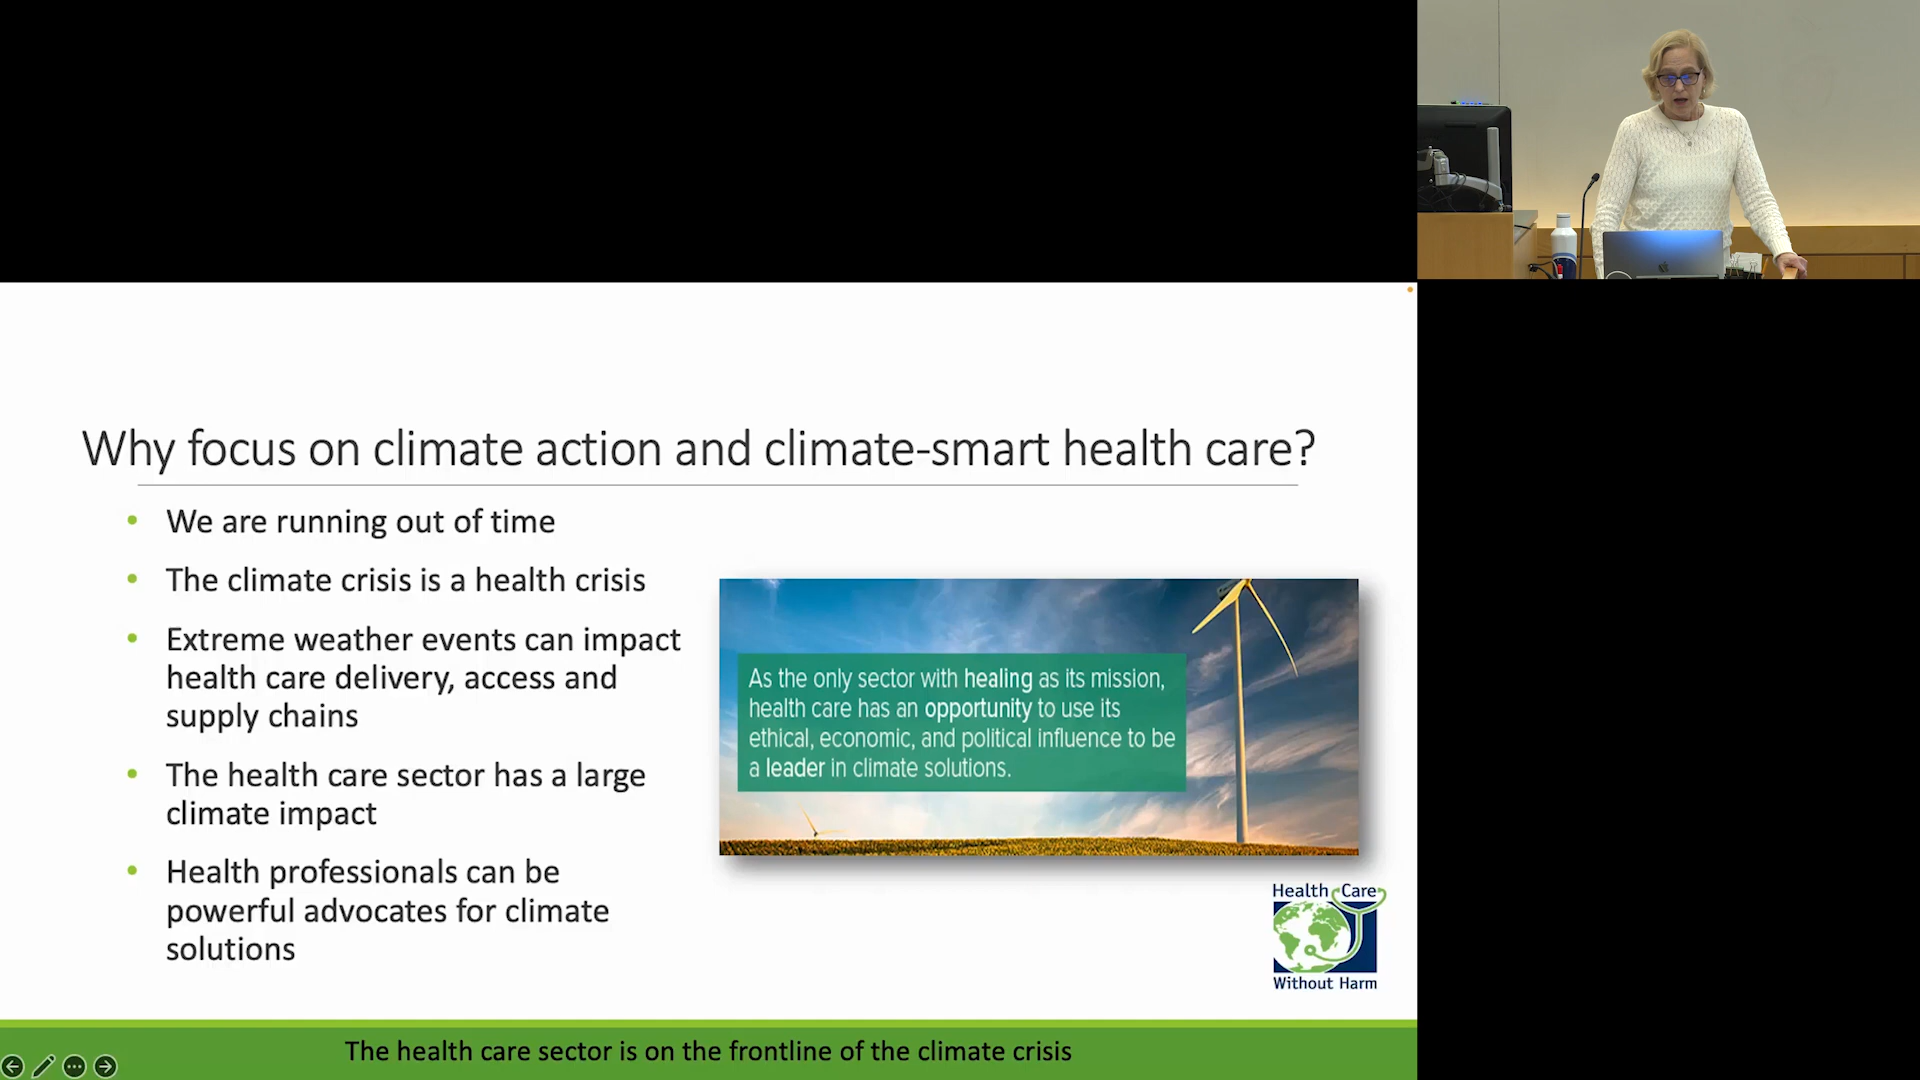 Why focus on climate action and climate-smart health care?
• We are running out of time
• The climate crisis is a health crisis
• Extreme weather events can impact
health care delivery, access and
supply chains
• The health care sector has a large
climate impact
• Health professionals can be
powerful advocates for climate
solutions
As the only sector with healing as its mission,
health care has an opportunity to use its
ethical, economic, and political influence to be
a leader in climate solutions.
Health Care
Without Harm
The health care sector is on the frontline of the climate crisis